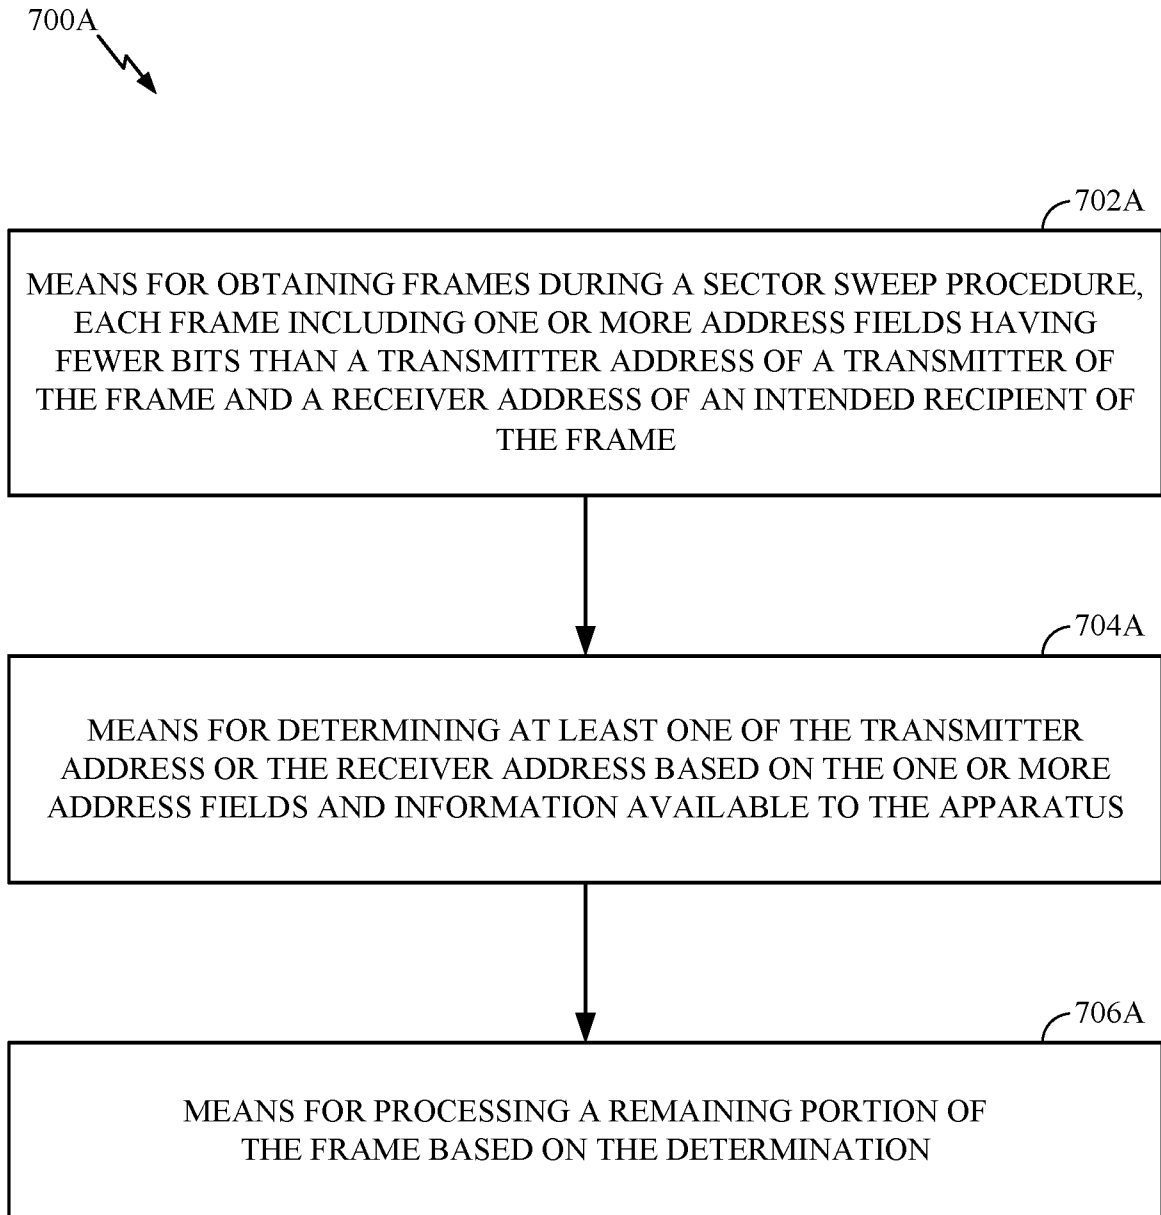 700A
702A
MEANS FOR OBTAINING FRAMES DURING A SECTOR SWEEP PROCEDURE,
EACH FRAME INCLUDING ONE OR MORE ADDRESS FIELDS HAVING
FEWER BITS THAN A TRANSMITTER ADDRESS OF A TRANSMITTER OF
THE FRAME AND A RECEIVER ADDRESS OF AN INTENDED RECIPIENT OF
THE FRAME
704A
MEANS FOR DETERMINING AT LEAST ONE OF THE TRANSMITTER
ADDRESS OR THE RECEIVER ADDRESS BASED ON THE ONE OR MORE
ADDRESS FIELDS AND INFORMATION AVAILABLE TO THE APPARATUS
706A
MEANS FOR PROCESSING A REMAINING PORTION OF
THE FRAME BASED ON THE DETERMINATION